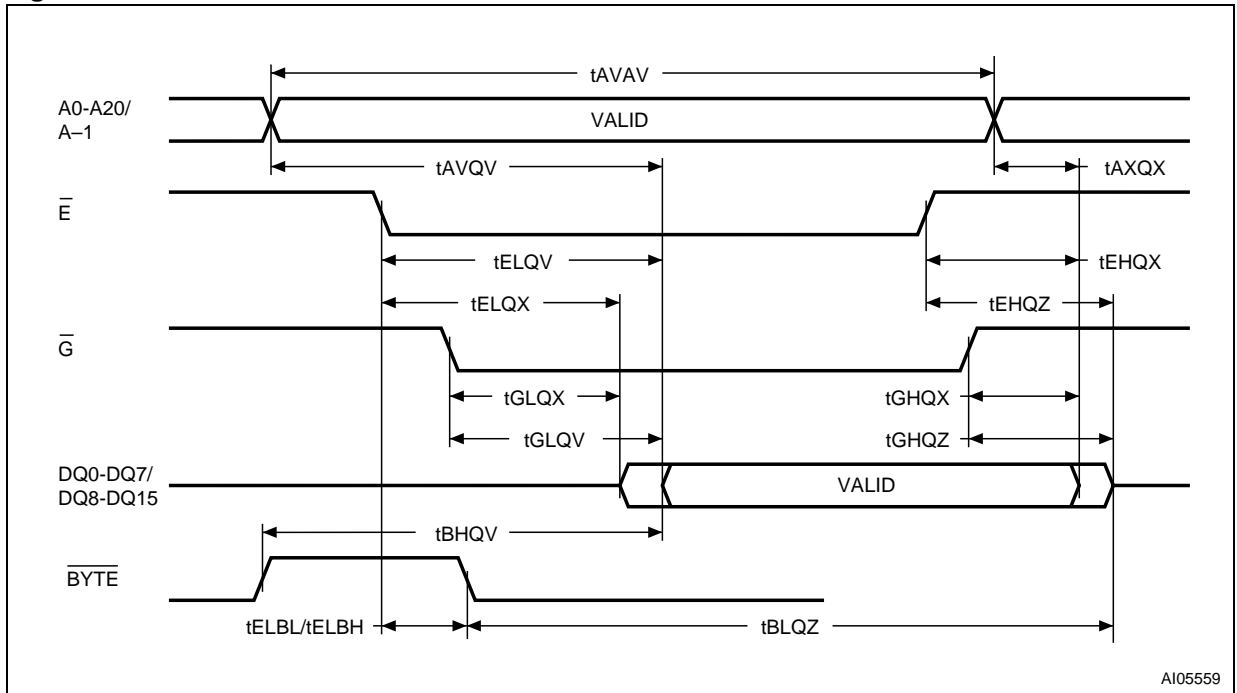 tAVAV
A0-A20/
A–1
VALID
tAVQV
tAXQX
E
tELQV
tEHQX
tELQX
tEHQZ
G
tGLQX
tGHQX
tGLQV
tGHQZ
DQ0-DQ7/
DQ8-DQ15
VALID
tBHQV
BYTE
tELBL/tELBH
tBLQZ
AI05559